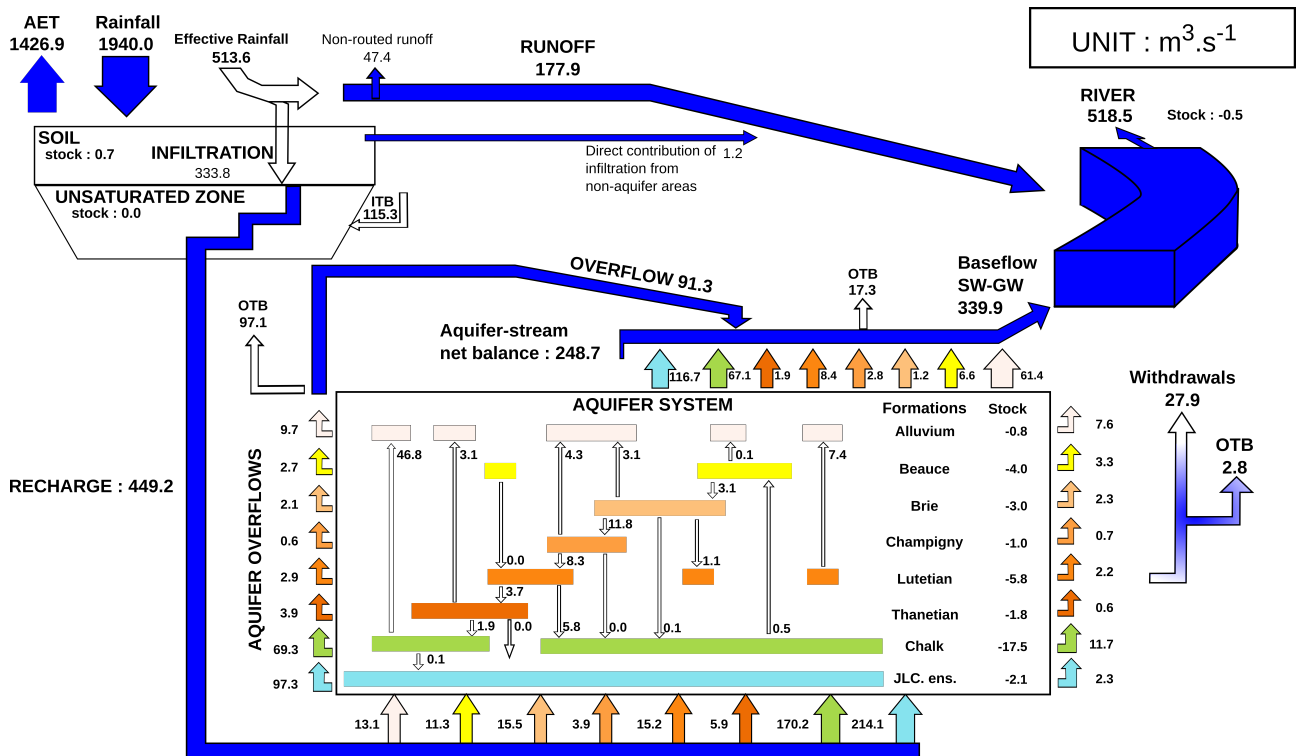 AET
1426.9
Rainfall
1940.0
Effective Rainfall
513.6
Non-routed runoff
47.4
RUNOFF
177.9
UNIT : m³.s⁻¹
RIVER
518.5
Stock : -0.5
SOIL
stock : 0.7
INFILTRATION
333.8
Direct contribution of
infiltration from
non-aquifer areas
1.2
UNSATURATED ZONE
stock : 0.0
ITB
115.3
OVERFLOW 91.3
OTB
17.3
Baseflow
SW-GW
339.9
OTB
97.1
Aquifer-stream
net balance : 248.7
116.7
67.1
1.9
8.4
2.8
1.2
6.6
61.4
Withdrawals
27.9
OTB
2.8
RECHARGE : 449.2
AQUIFER OVERFLOWS
9.7
2.7
2.1
0.6
2.9
3.9
69.3
97.3
AQUIFER SYSTEM
Formations Stock
Alluvium -0.8
Beauce -4.0
Brie -3.0
Champigny -1.0
Lutetian -5.8
Thanetian -1.8
Chalk -17.5
JLC. ens. -2.1
46.8
3.1
4.3
3.1
0.1
7.4
3.1
11.8
0.0
8.3
1.1
3.7
1.9
0.0
5.8
0.0
0.1
0.5
0.1
7.6
3.3
2.3
0.7
2.2
0.6
11.7
2.3
13.1
11.3
15.5
3.9
15.2
5.9
170.2
214.1